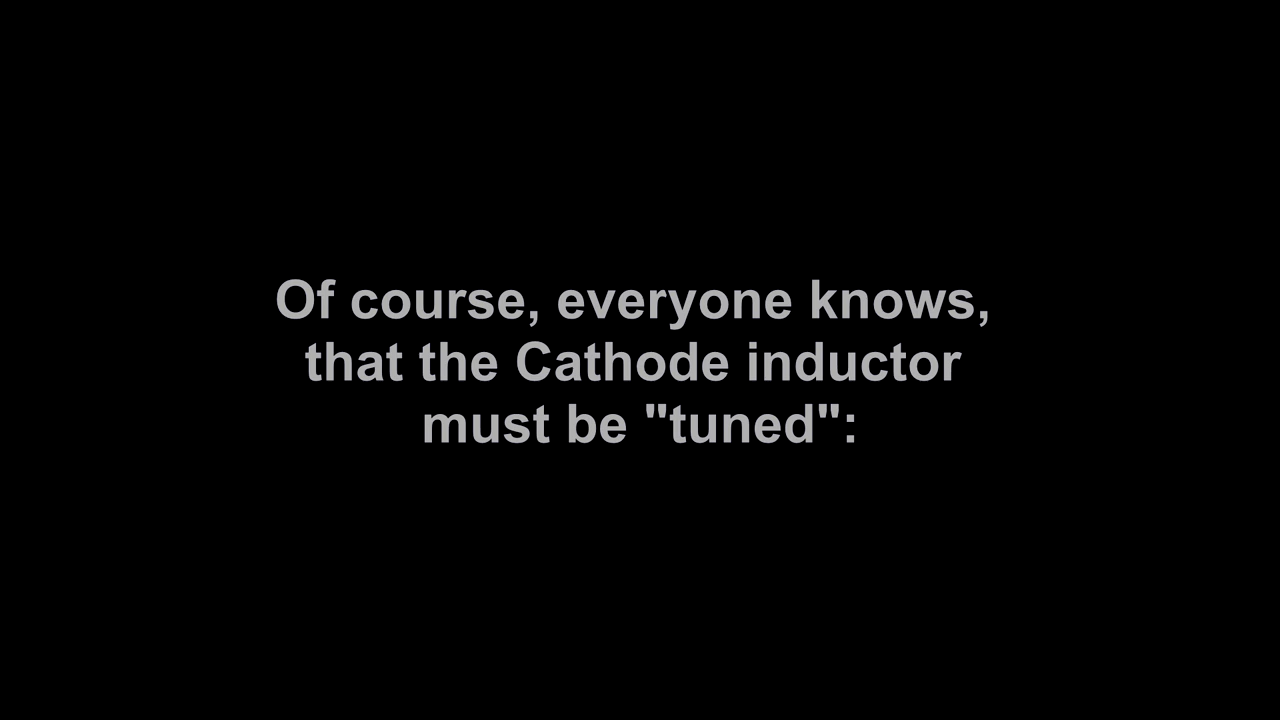 Of course, everyone knows,
that the Cathode inductor
must be "tuned":